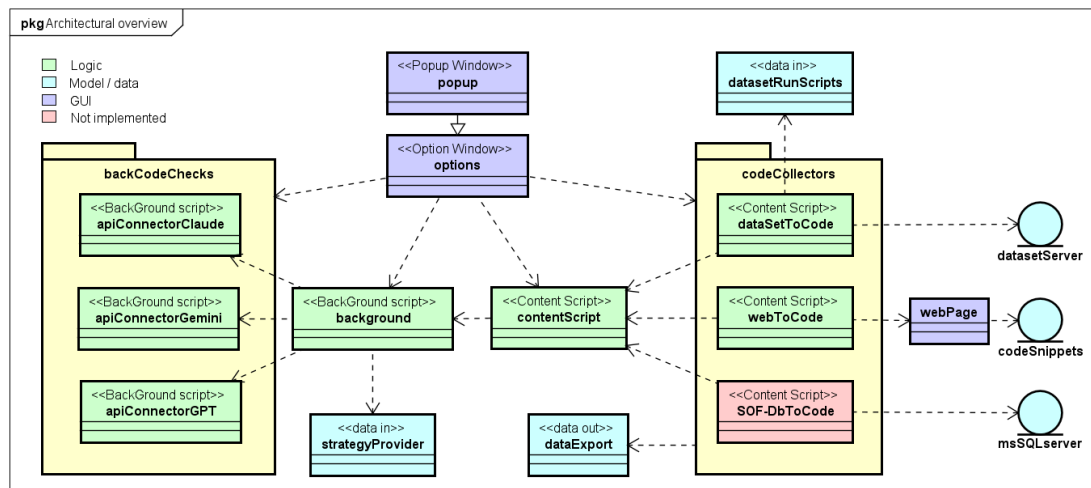 pkg Architectural overview
Logic
Model / data
GUI
Not implemented
<<Popup Window>>
popup
<<Option Window>>
options
<<data in>>
datasetRunScripts
backCodeChecks
<<BackGround script>>
apiConnectorClaude
<<BackGround script>>
apiConnectorGemini
<<BackGround script>>
apiConnectorGPT
<<BackGround script>>
background
<<Content Script>>
contentScript
<<data in>>
strategyProvider
<<data out>>
dataExport
codeCollectors
<<Content Script>>
dataSetToCode
<<Content Script>>
webToCode
<<Content Script>>
SOF-DbToCode
webPage
datasetServer
codeSnippets
msSQLserver